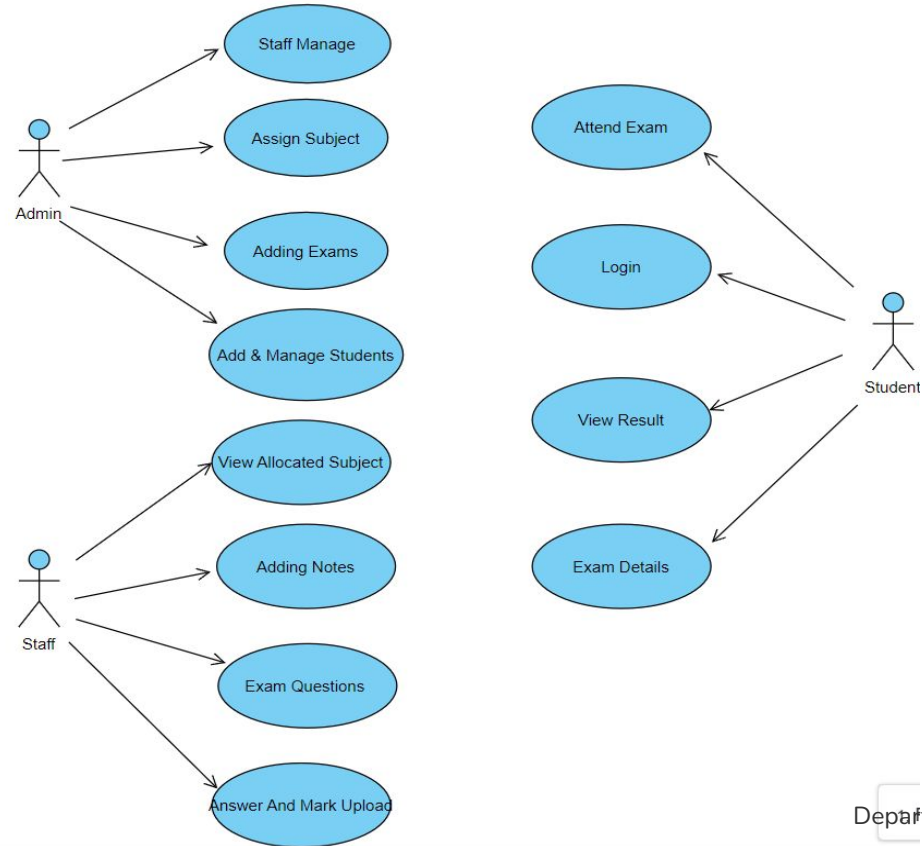 Staff Manage
Assign Subject
Admin
Adding Exams
Add & Manage Students
View Allocated Subject
Adding Notes
Staff
Exam Questions
Answer And Mark Upload
Attend Exam
Login
Student
View Result
Exam Details